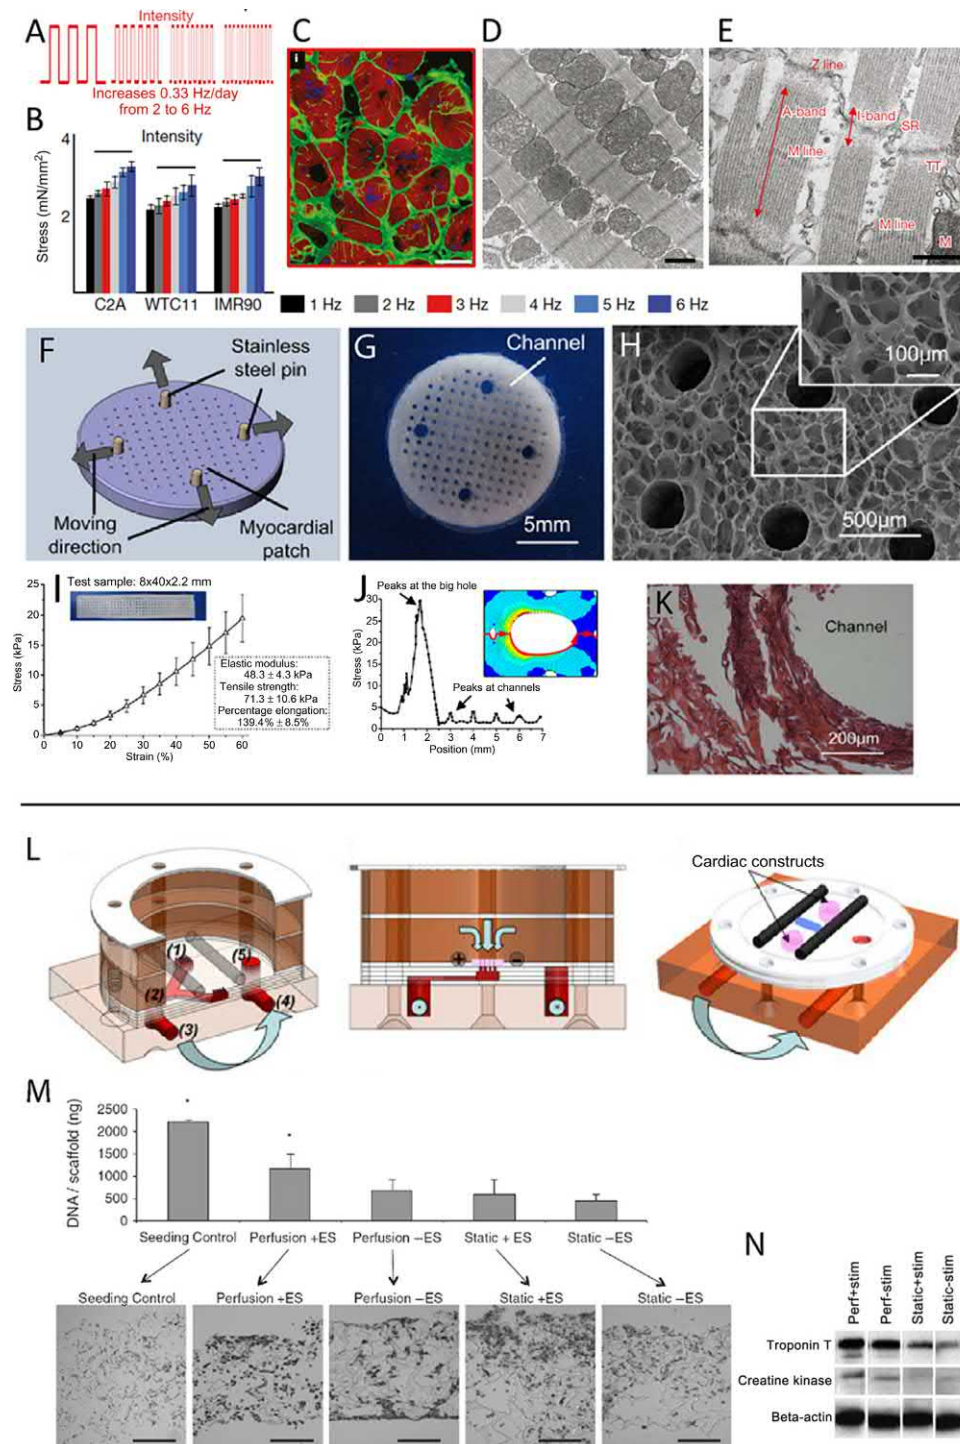 A
Intensity
Increases 0.33 Hz/day
from 2 to 6 Hz
B
Intensity
Stress (mN/mm²)
4
2
C2A WTC11 IMR90
1 Hz 2 Hz 3 Hz 4 Hz 5 Hz 6 Hz
C
i
D
E
Z line
A-band
I-band
SR
M line
TT
M line
M
F
Stainless
steel pin
Moving
direction
Myocardial
patch
G
Channel
5mm
H
100µm
500µm
I
Test sample: 8x40x2.2 mm
Stress (kPa)
25
20
15
10
5
0
0 10 20 30 40 50 60
Strain (%)
Elastic modulus:
48.3 ± 4.3 kPa
Tensile strength:
71.3 ± 10.6 kPa
Percentage elongation:
139.4% ± 8.5%
J
Peaks at the big hole
Stress (kPa)
30
25
20
15
10
5
0
Peaks at channels
0 1 2 3 4 5 6 7
Position (mm)
K
Channel
200µm
L
(1)
(2)
(3)
(4)
(5)
+
−
Cardiac constructs
M
DNA / scaffold (ng)
2500
2000
1500
1000
500
0
* *
Seeding Control Perfusion +ES Perfusion −ES Static + ES Static −ES
Seeding Control Perfusion +ES Perfusion −ES Static +ES Static −ES
N
Perf+stim
Perf-stim
Static+stim
Static-stim
Troponin T
Creatine kinase
Beta-actin